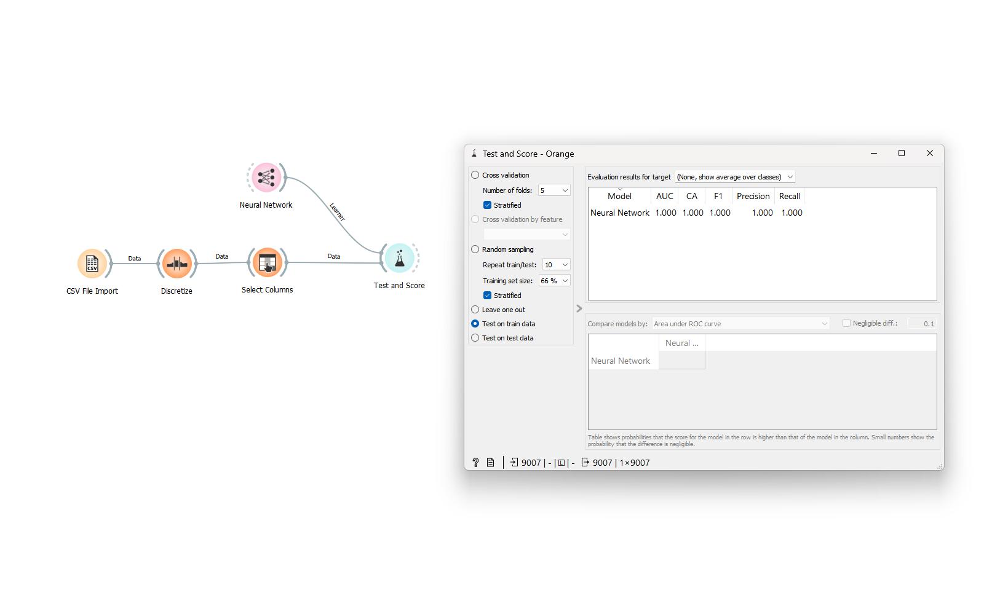 Neural Network
Learner
CSV
CSV File Import
Data
Discretize
Data
Select Columns
Data
Test and Score
Test and Score - Orange
Cross validation
Number of folds: 5
Stratified
Cross validation by feature
Random sampling
Repeat train/test: 10
Training set size: 66 %
Stratified
Leave one out
Test on train data
Test on test data
Evaluation results for target (None, show average over classes)
Model AUC CA F1 Precision Recall
Neural Network 1.000 1.000 1.000 1.000 1.000
Compare models by: Area under ROC curve Negligible diff.: 0.1
Neural ...
Neural Network
Table shows probabilities that the score for the model in the row is higher than that of the model in the column. Small numbers show the
probability that the difference is negligible.
? 9007 | - | L | - 9007 | 1×9007